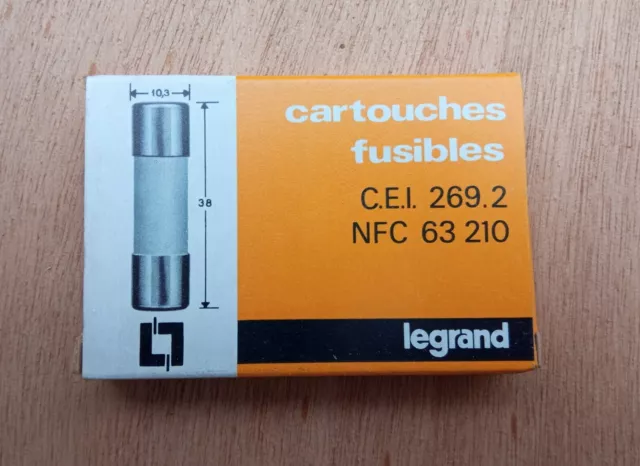 10,3
38
cartouches
fusibles
C.E.I. 269.2
NFC 63 210
legrand